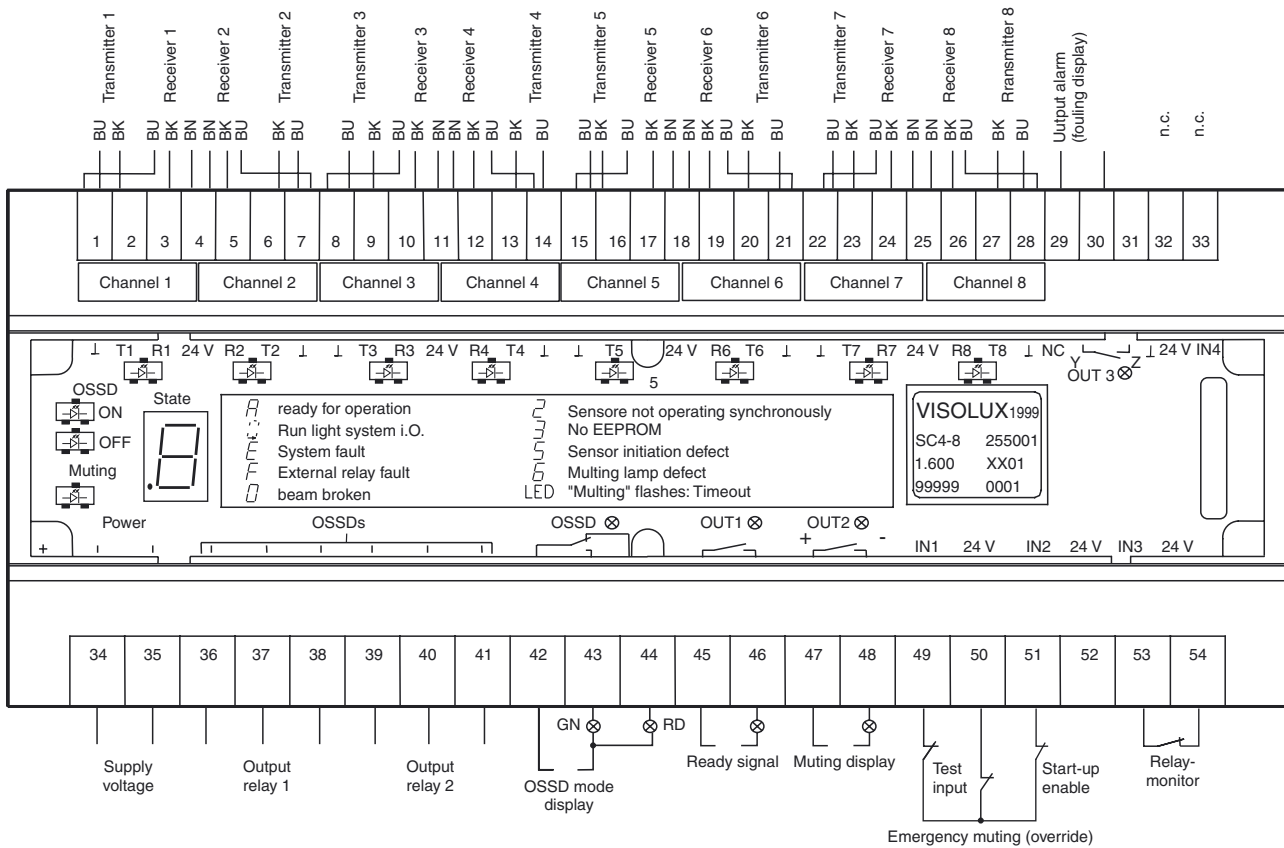 Transmitter 1
Receiver 1
Receiver 2
Transmitter 2
Transmitter 3
Receiver 3
Receiver 4
Transmitter 4
Transmitter 5
Receiver 5
Receiver 6
Transmitter 6
Transmitter 7
Receiver 7
Receiver 8
Rransmitter 8
Uutput alarm
(fouling display)
n.c.
n.c.
BU BK BU BK BN BN BK BU BK BU BU BK BU BK BN BN BK BU BK BU BU BK BU BK BN BN BK BU BK BU BU BK BU BK BN BN BK BU BK BU
1 2 3 4 5 6 7 8 9 10 11 12 13 14 15 16 17 18 19 20 21 22 23 24 25 26 27 28 29 30 31 32 33
Channel 1 Channel 2 Channel 3 Channel 4 Channel 5 Channel 6 Channel 7 Channel 8
⊥ T1 R1 24 V R2 T2 ⊥ ⊥ T3 R3 24 V R4 T4 ⊥ ⊥ T5 24 V R6 T6 ⊥ ⊥ T7 R7 24 V R8 T8 ⊥ NC Y Z ⊥ 24 V IN4
OUT 3
5
OSSD
ON
OFF
Muting
State
8.
A ready for operation
Run light system i.O.
E System fault
F External relay fault
0 beam broken
2 Sensore not operating synchronously
3 No EEPROM
5 Sensor initiation defect
6 Multing lamp defect
LED "Multing" flashes: Timeout
VISOLUX 1999
SC4-8 255001
1.600 XX01
99999 0001
Power
OSSDs
OSSD
OUT1
OUT2
+ + -
IN1 24 V IN2 24 V IN3 24 V
34 35 36 37 38 39 40 41 42 43 44 45 46 47 48 49 50 51 52 53 54
GN RD
Supply
voltage
Output
relay 1
Output
relay 2
OSSD mode
display
Ready signal
Muting display
Test
input
Start-up
enable
Relay-
monitor
Emergency muting (override)